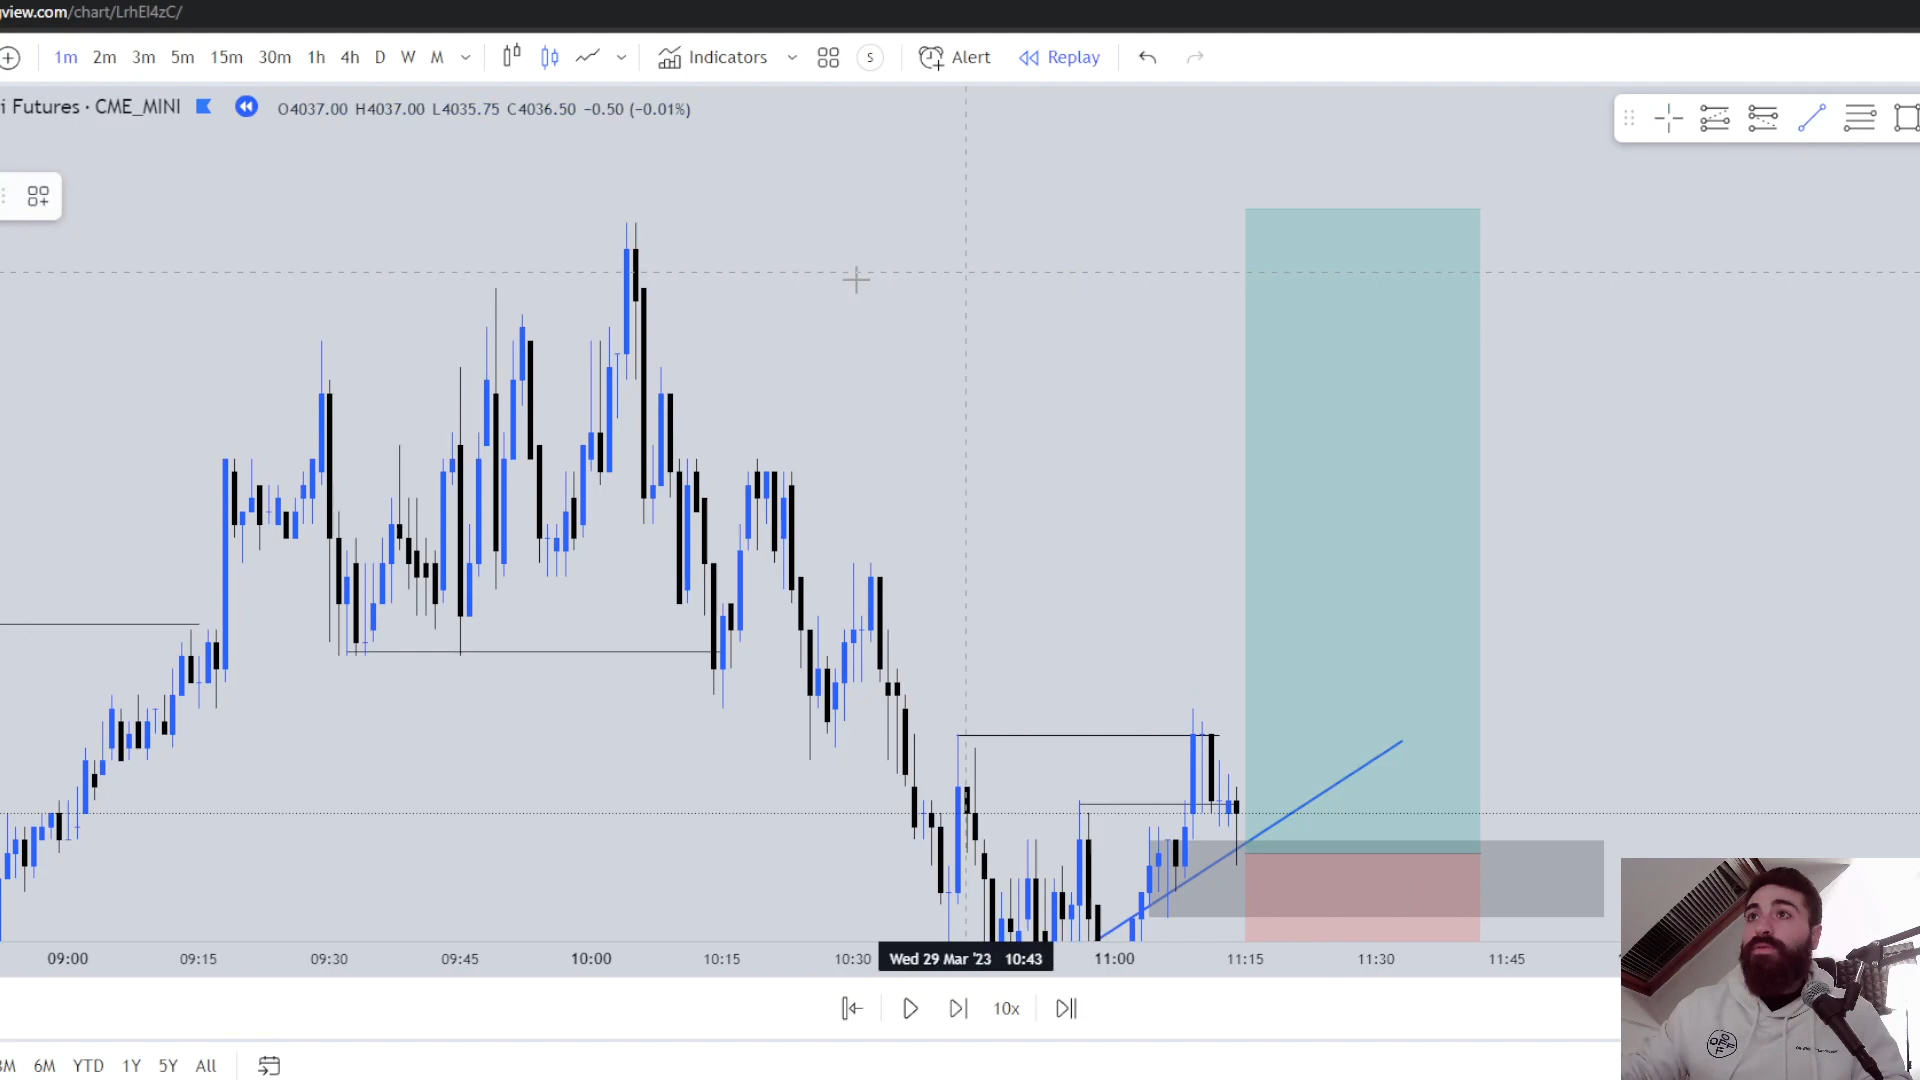 view.com/chart/LrhEl4zC/
1m 2m 3m 5m 15m 30m 1h 4h D W M Indicators S Alert Replay
i Futures · CME_MINI O4037.00 H4037.00 L4035.75 C4036.50 −0.50 (−0.01%)
09:00 09:15 09:30 09:45 10:00 10:15 10:30 Wed 29 Mar '23 10:43 11:00 11:15 11:30 11:45
10x
3M 6M YTD 1Y 5Y All
OFF